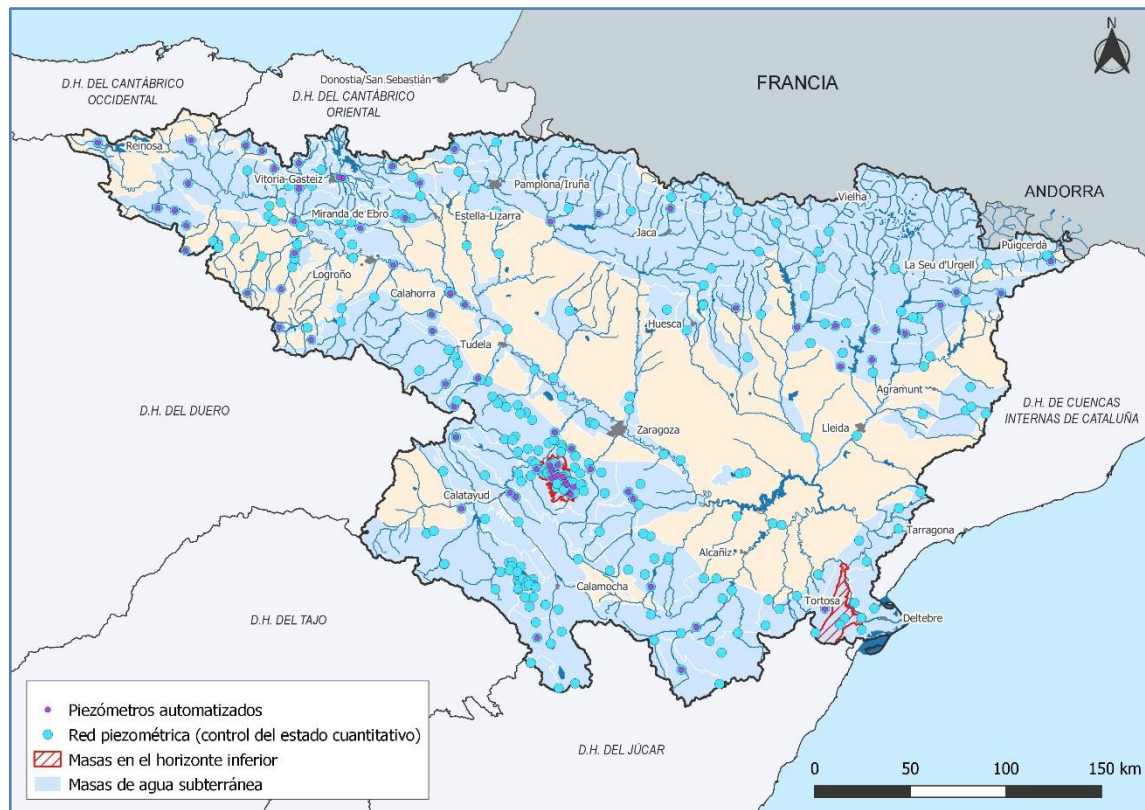 N
Donostia/San Sebastián
D.H. DEL CANTÁBRICO
OCCIDENTAL
D.H. DEL CANTÁBRICO
ORIENTAL
FRANCIA
Reinosa
Vitoria-Gasteiz
Pamplona/Iruña
Vielha
ANDORRA
Miranda de Ebro
Estella-Lizarra
Jaca
Puigcerdà
La Seu d'Urgell
Logroño
Calahorra
Huesca
Tudela
Agramunt
D.H. DEL DUERO
D.H. DE CUENCAS
INTERNAS DE CATALUÑA
Zaragoza
Lleida
Calatayud
Tarragona
Alcañiz
Calamocha
Tortosa
Deltebre
D.H. DEL TAJO
D.H. DEL JÚCAR
Piezómetros automatizados
Red piezométrica (control del estado cuantitativo)
Masas en el horizonte inferior
Masas de agua subterránea
0 50 100 150 km